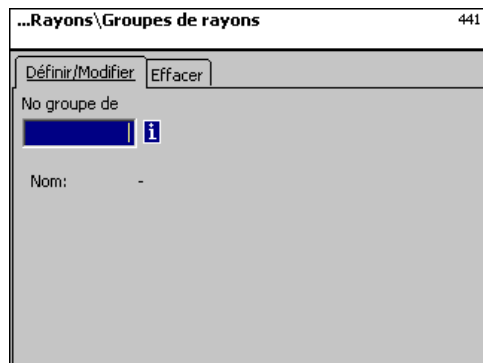 ...Rayons\Groupes de rayons 441
Définir/Modifier Effacer
No groupe de
i
Nom: -